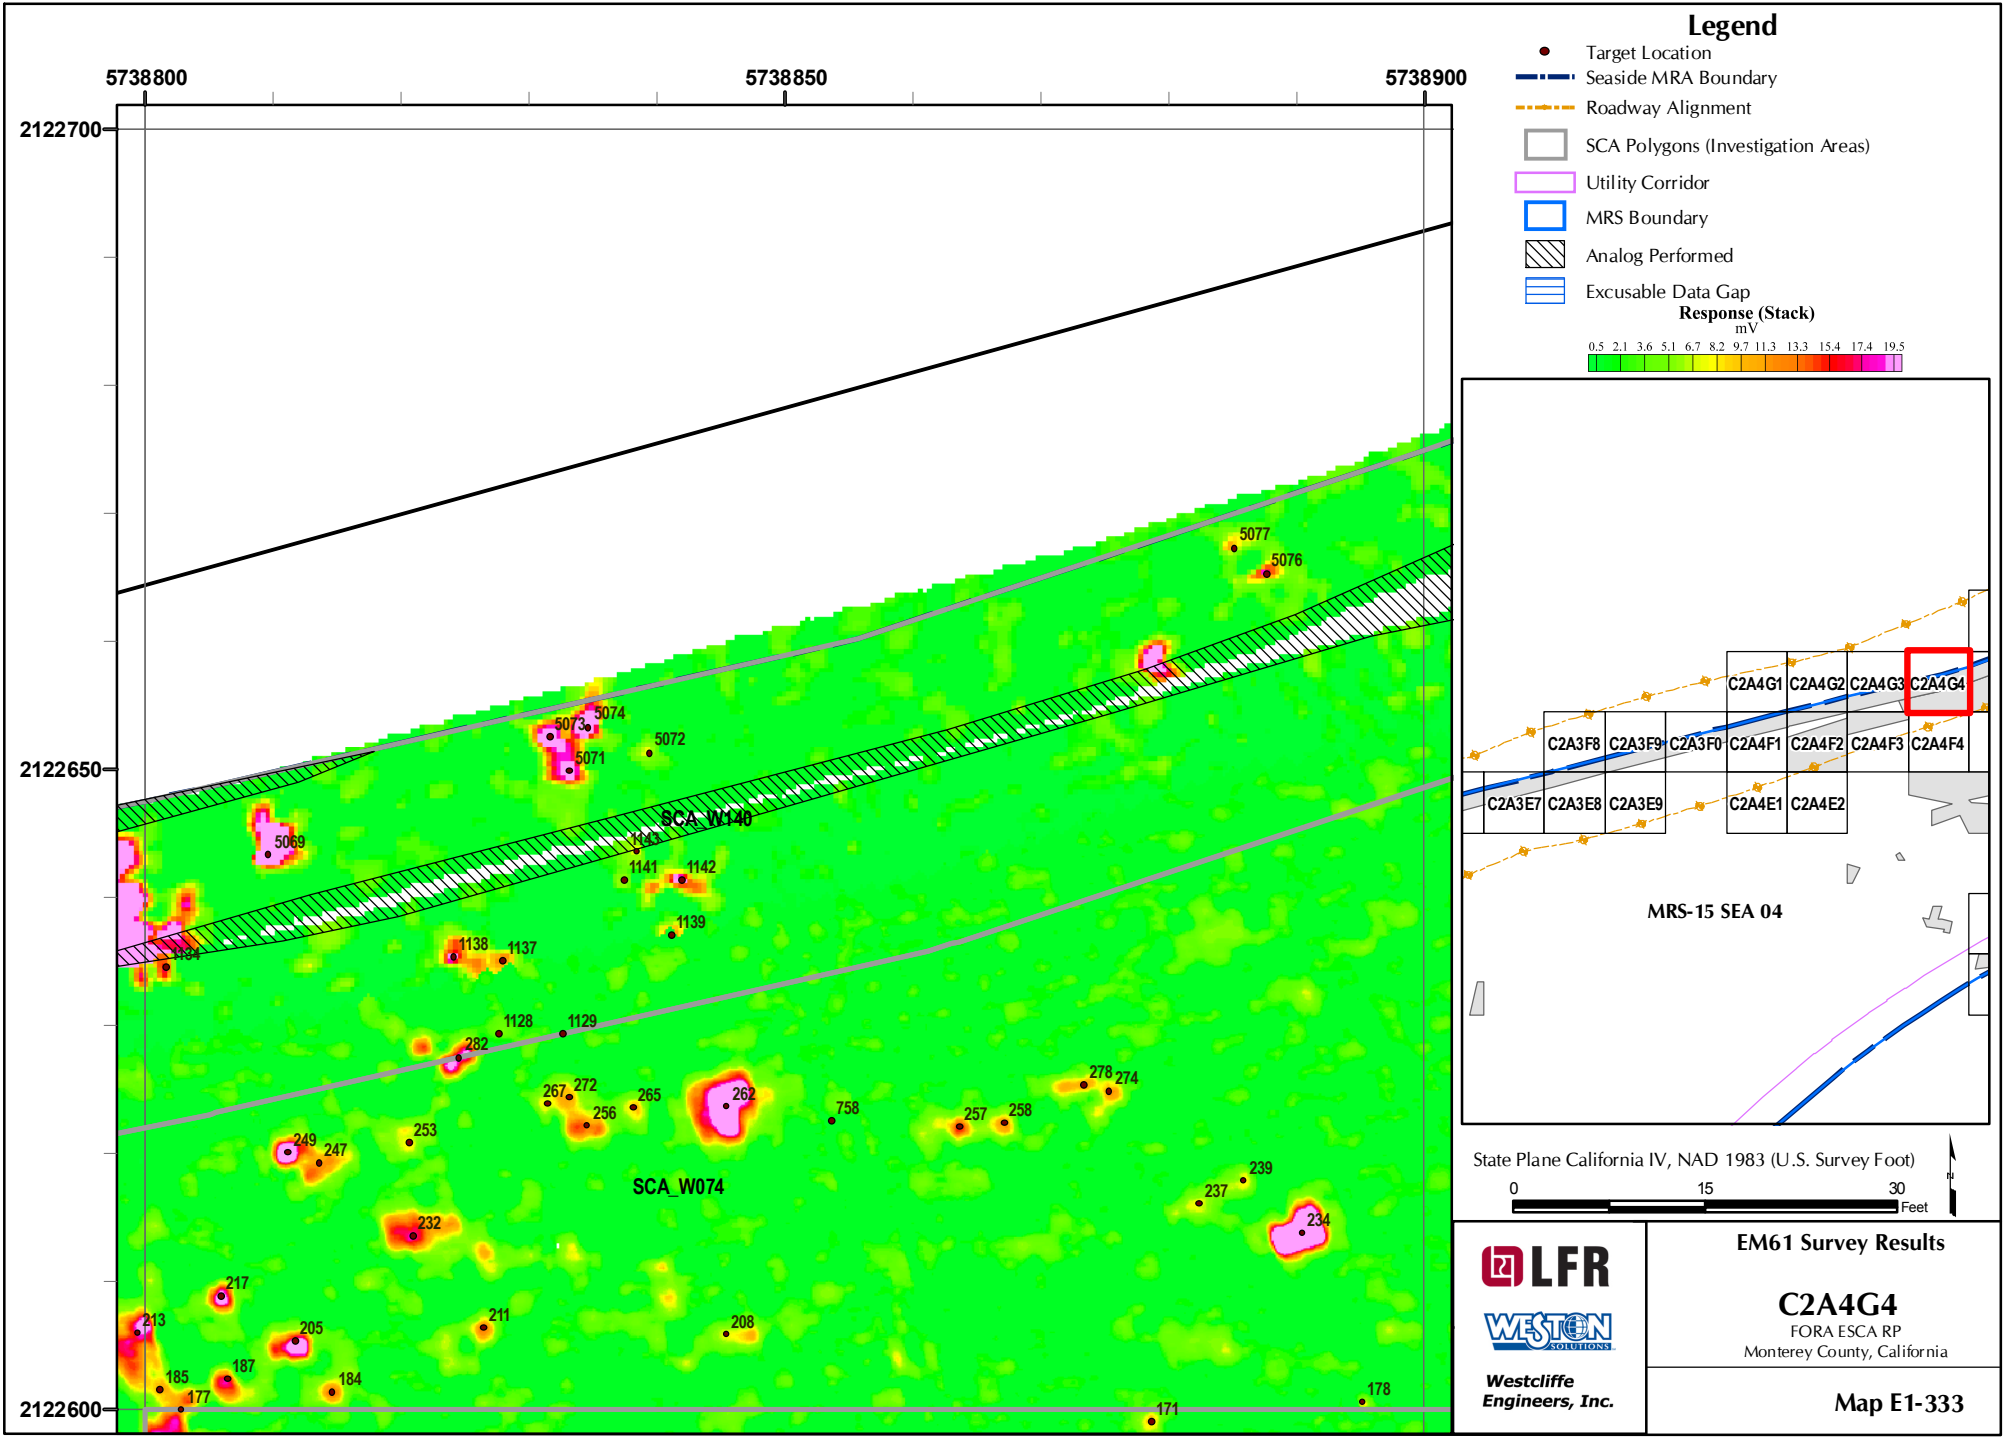 Legend
Target Location
Seaside MRA Boundary
Roadway Alignment
SCA Polygons (Investigation Areas)
Utility Corridor
MRS Boundary
Analog Performed
Excusable Data Gap
Response (Stack)
mV
0.5 2.1 3.6 5.1 6.7 8.2 9.7 11.3 13.3 15.4 17.4 19.5
5738800 5738850 5738900
2122700
2122650
2122600
5077
5076
5074
5073
5072
5071
5069
SCA_W140
1143
1141
1142
1139
1138
1137
1134
1128
1129
282
278
274
272
267
265
262
256
758
257
258
253
249
247
SCA_W074
239
237
234
232
217
213
211
208
205
187
185
184
177
178
171
C2A4G1 C2A4G2 C2A4G3 C2A4G4
C2A3F8 C2A3F9 C2A3F0 C2A4F1 C2A4F2 C2A4F3 C2A4F4
C2A3E7 C2A3E8 C2A3E9 C2A4E1 C2A4E2
MRS-15 SEA 04
State Plane California IV, NAD 1983 (U.S. Survey Foot)
0 15 30
Feet
N
LFR
WESTON
SOLUTIONS
Westcliffe
Engineers, Inc.
EM61 Survey Results
C2A4G4
FORA ESCA RP
Monterey County, California
Map E1-333